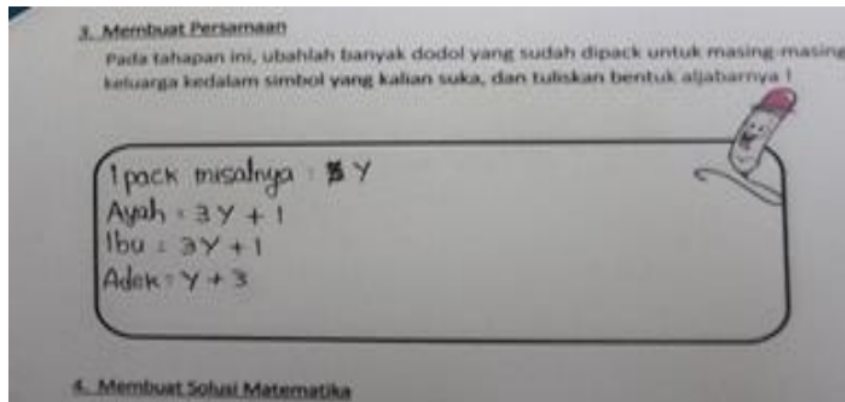 3. Membuat Persamaan
Pada tahapan ini, ubahlah banyak dodol yang sudah dipack untuk masing-masing
keluarga kedalam simbol yang kalian suka, dan tuliskan bentuk aljabarnya !
1 pack misalnya : Y
Ayah = 3Y + 1
Ibu = 3Y + 1
Adek = Y + 3
4. Membuat Solusi Matematika